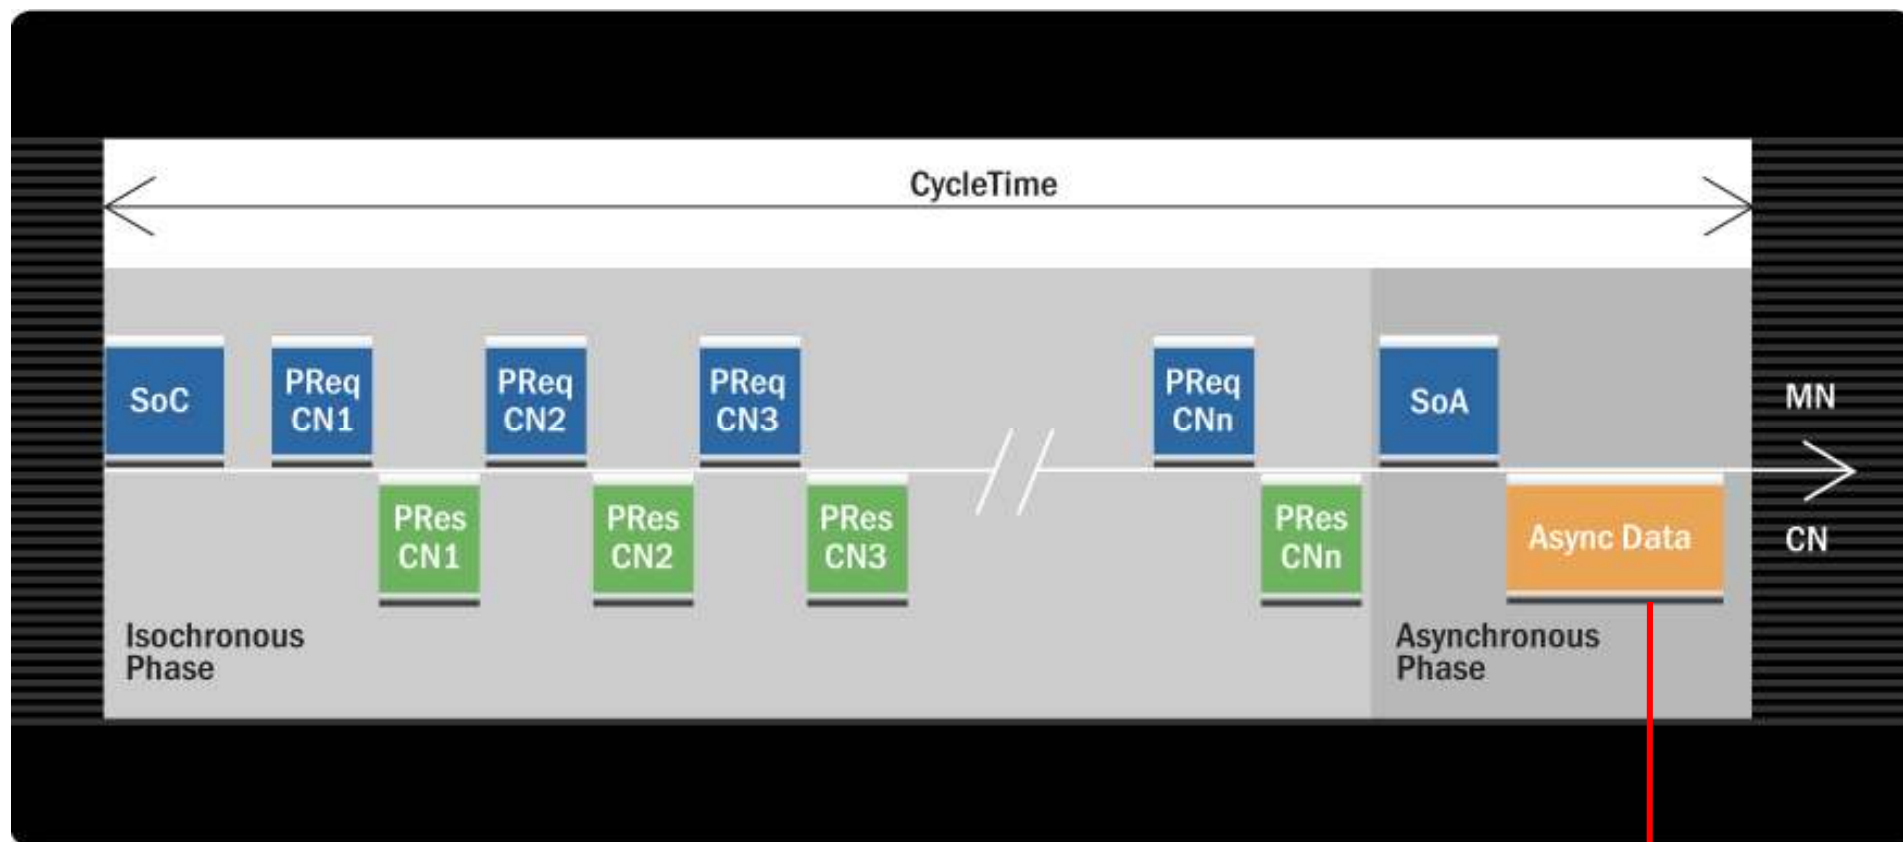 CycleTime
SoC
PReq
CN1
PReq
CN2
PReq
CN3
PReq
CNn
SoA
MN
PRes
CN1
PRes
CN2
PRes
CN3
PRes
CNn
Async Data
CN
Isochronous
Phase
Asynchronous
Phase